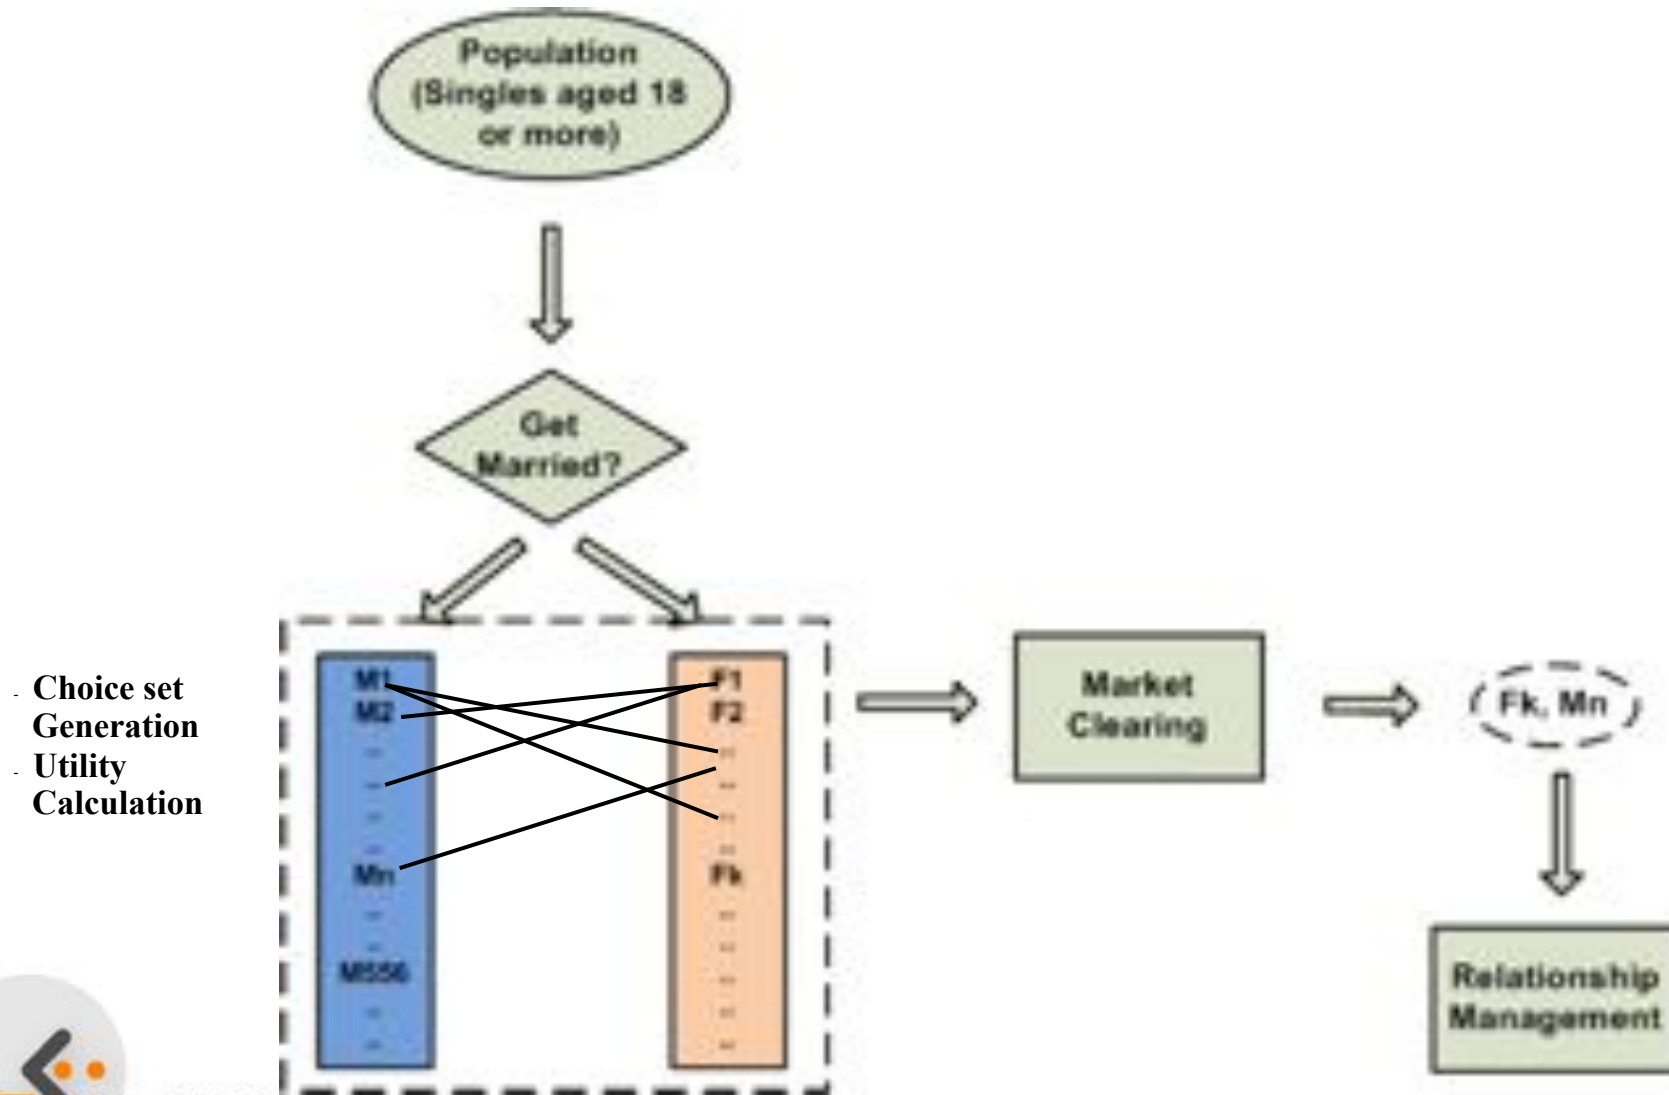 Population
(Singles aged 18
or more)
Get
Married?
- Choice set
Generation
- Utility
Calculation
M1
M2
--
--
--
--
Mn
--
--
M556
--
--
F1
F2
--
--
--
--
Fk
--
--
--
--
--
Market
Clearing
Fk, Mn
Relationship
Management